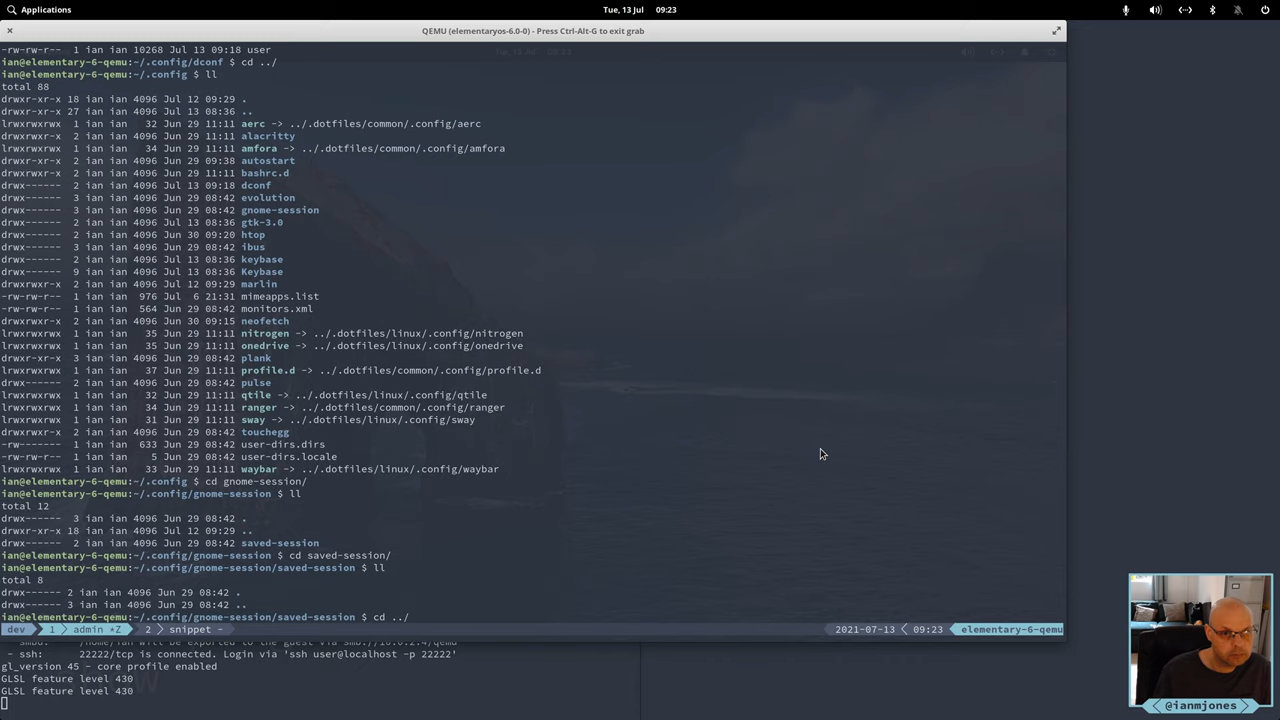 Applications
Tue, 13 Jul 09:23
QEMU (elementaryos-6.0-0) - Press Ctrl-Alt-G to exit grab
-rw-rw-r-- 1 ian ian 10268 Jul 13 09:18 user
ian@elementary-6-qemu:~/.config/dconf $ cd ../
ian@elementary-6-qemu:~/.config $ ll
total 88
drwxr-xr-x 18 ian ian 4096 Jul 12 09:29 .
drwxr-xr-x 27 ian ian 4096 Jul 13 08:36 ..
lrwxrwxrwx 1 ian ian 32 Jun 29 11:11 aerc -> ../.dotfiles/common/.config/aerc
drwxr-xr-x 2 ian ian 4096 Jun 29 11:11 alacritty
lrwxrwxrwx 1 ian ian 34 Jun 29 11:11 amfora -> ../.dotfiles/common/.config/amfora
drwxr-xr-x 2 ian ian 4096 Jun 29 09:38 autostart
drwxrwxr-x 2 ian ian 4096 Jun 29 11:11 bashrc.d
drwx------ 2 ian ian 4096 Jul 13 09:18 dconf
drwx------ 3 ian ian 4096 Jun 29 08:42 evolution
drwx------ 3 ian ian 4096 Jun 29 08:42 gnome-session
drwx------ 2 ian ian 4096 Jul 13 08:36 gtk-3.0
drwx------ 2 ian ian 4096 Jun 30 09:20 htop
drwx------ 3 ian ian 4096 Jun 29 08:42 ibus
drwx------ 2 ian ian 4096 Jul 13 08:36 keybase
drwx------ 9 ian ian 4096 Jul 13 08:36 Keybase
drwxrwxr-x 2 ian ian 4096 Jul 12 09:29 marlin
-rw-rw-r-- 1 ian ian 976 Jul 6 21:31 mimeapps.list
-rw-rw-r-- 1 ian ian 564 Jun 29 08:42 monitors.xml
drwxrwxr-x 2 ian ian 4096 Jun 30 09:15 neofetch
lrwxrwxrwx 1 ian ian 35 Jun 29 11:11 nitrogen -> ../.dotfiles/linux/.config/nitrogen
lrwxrwxrwx 1 ian ian 35 Jun 29 11:11 onedrive -> ../.dotfiles/linux/.config/onedrive
drwxr-xr-x 3 ian ian 4096 Jun 29 08:42 plank
lrwxrwxrwx 1 ian ian 37 Jun 29 11:11 profile.d -> ../.dotfiles/common/.config/profile.d
drwx------ 2 ian ian 4096 Jun 29 08:42 pulse
lrwxrwxrwx 1 ian ian 32 Jun 29 11:11 qtile -> ../.dotfiles/linux/.config/qtile
lrwxrwxrwx 1 ian ian 34 Jun 29 11:11 ranger -> ../.dotfiles/common/.config/ranger
lrwxrwxrwx 1 ian ian 31 Jun 29 11:11 sway -> ../.dotfiles/linux/.config/sway
drwxrwxr-x 2 ian ian 4096 Jun 29 08:42 touchegg
-rw------- 1 ian ian 633 Jun 29 08:42 user-dirs.dirs
-rw-rw-r-- 1 ian ian 5 Jun 29 08:42 user-dirs.locale
lrwxrwxrwx 1 ian ian 33 Jun 29 11:11 waybar -> ../.dotfiles/linux/.config/waybar
ian@elementary-6-qemu:~/.config $ cd gnome-session/
ian@elementary-6-qemu:~/.config/gnome-session $ ll
total 12
drwx------ 3 ian ian 4096 Jun 29 08:42 .
drwxr-xr-x 18 ian ian 4096 Jul 12 09:29 ..
drwx------ 2 ian ian 4096 Jun 29 08:42 saved-session
ian@elementary-6-qemu:~/.config/gnome-session $ cd saved-session/
ian@elementary-6-qemu:~/.config/gnome-session/saved-session $ ll
total 8
drwx------ 2 ian ian 4096 Jun 29 08:42 .
drwx------ 3 ian ian 4096 Jun 29 08:42 ..
ian@elementary-6-qemu:~/.config/gnome-session/saved-session $ cd ../
dev 1 admin *Z 2 snippet - 2021-07-13 09:23 elementary-6-qemu
- ssh: 22222/tcp is connected. Login via 'ssh user@localhost -p 22222'
gl_version 45 - core profile enabled
GLSL feature level 430
GLSL feature level 430
@ianmjones